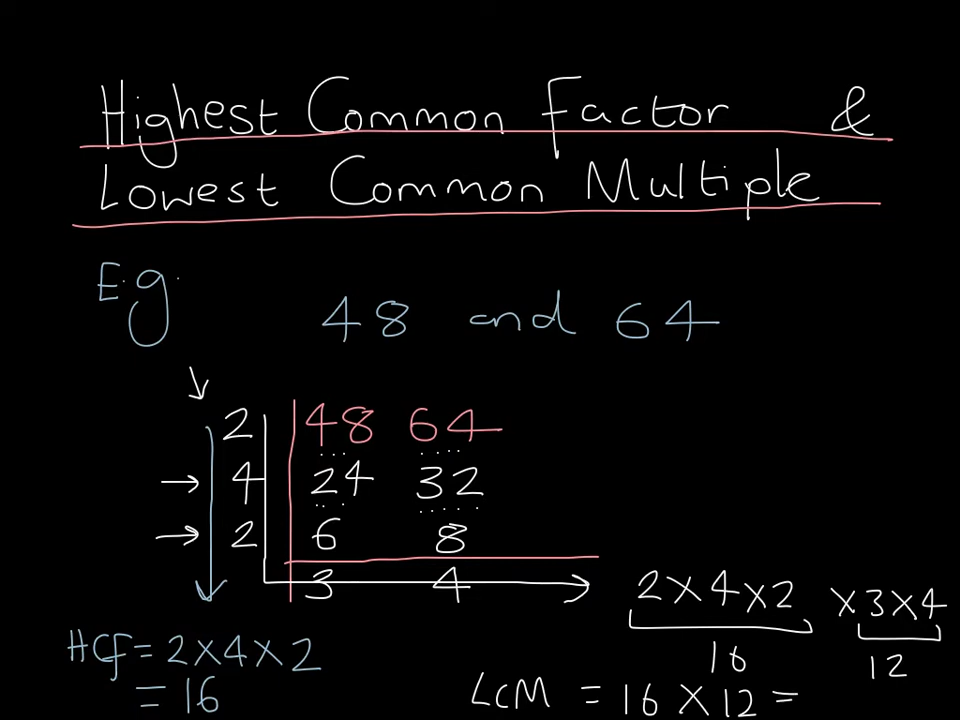 Highest Common Factor &
Lowest Common Multiple
E.g.
48 and 64
2 48 64
4 24 32
2 6 8
3 4
2×4×2 ×3×4
16 12
HCF = 2×4×2
= 16
LCM = 16 × 12 =